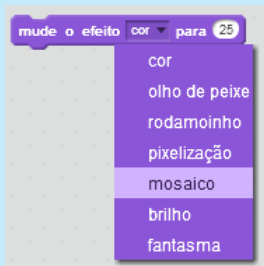 mude o efeito cor para 25
cor
olho de peixe
rodamoinho
pixelização
mosaico
brilho
fantasma